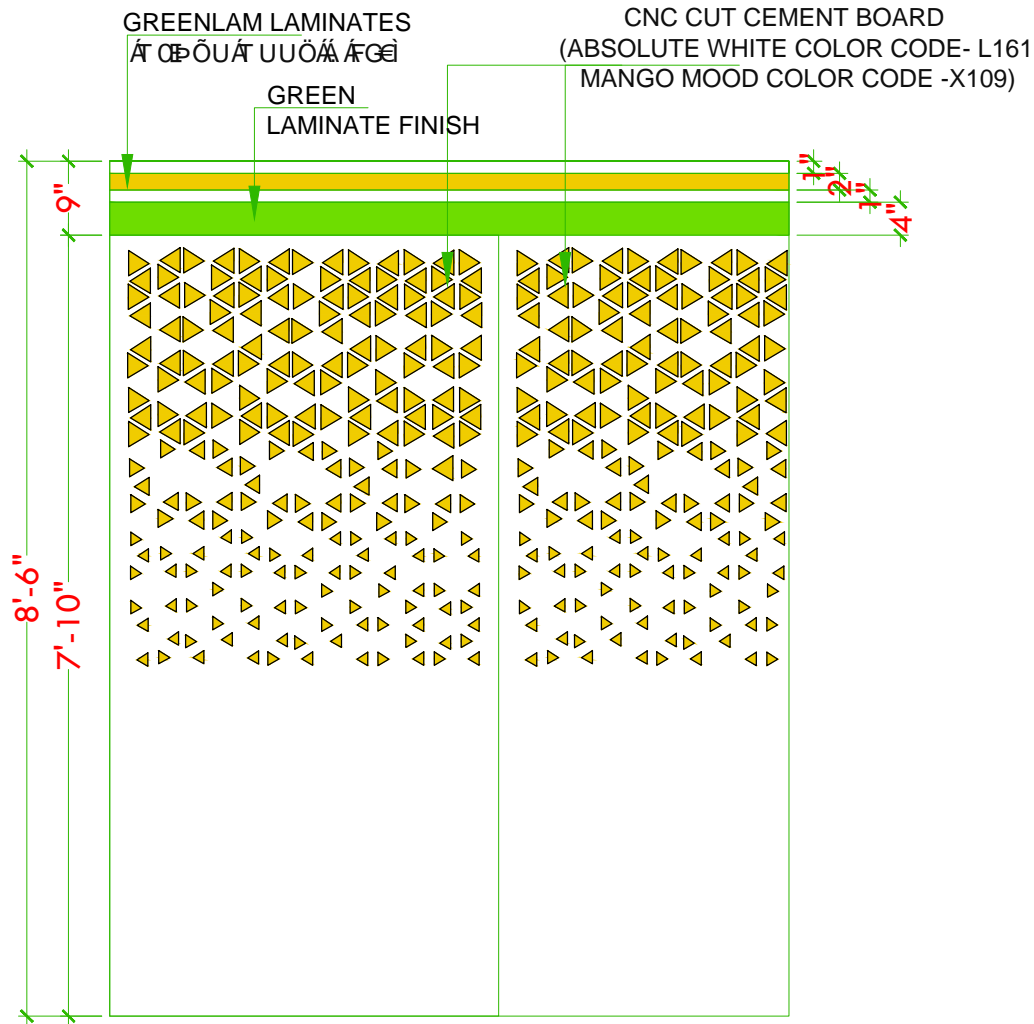 GREENLAM LAMINATES
CNC CUT CEMENT BOARD
(ABSOLUTE WHITE COLOR CODE- L161
MANGO MOOD COLOR CODE -X109)
GREEN
LAMINATE FINISH
1"
2"
1"
4"
9"
8'-6"
7'-10"